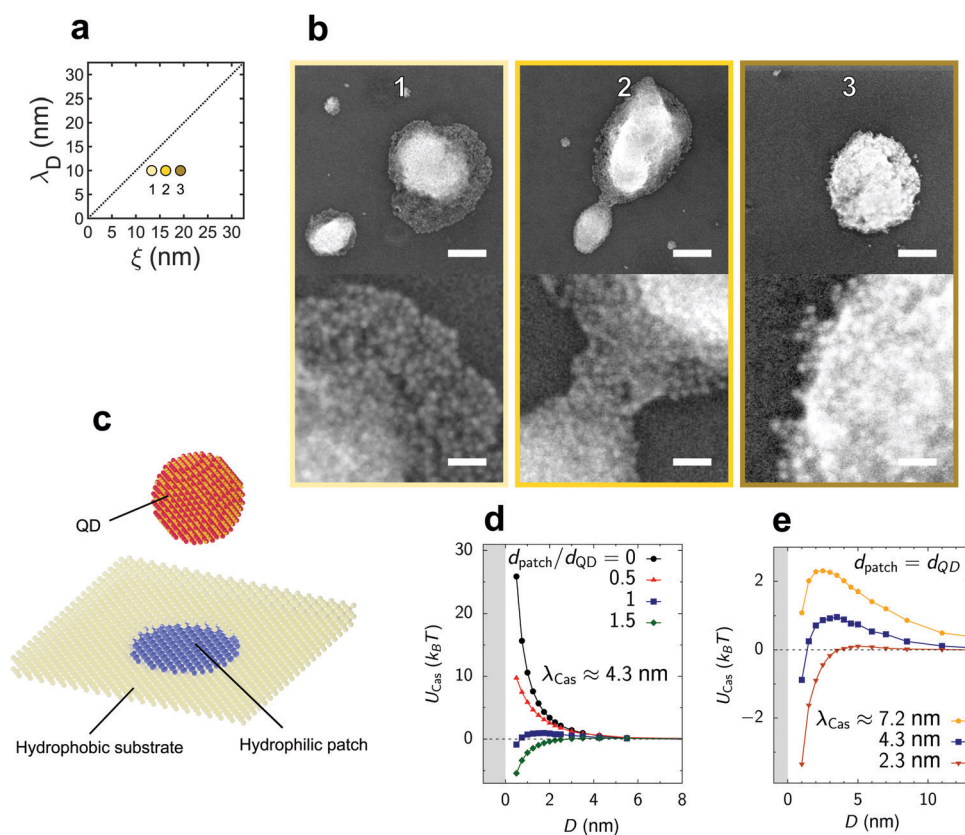 a
λD (nm)
30
25
20
15
10
5
0
1 2 3
0 5 10 15 20 25 30
ξ (nm)
b
1
2
3
c
QD
Hydrophobic substrate
Hydrophilic patch
d
UCas (kBT)
30
20
10
0
dpatch/dQD = 0
0.5
1
1.5
λCas ≈ 4.3 nm
0 2 4 6 8
D (nm)
e
UCas (kBT)
2
0
−2
dpatch = dQD
λCas ≈ 7.2 nm
4.3 nm
2.3 nm
0 5 10
D (nm)